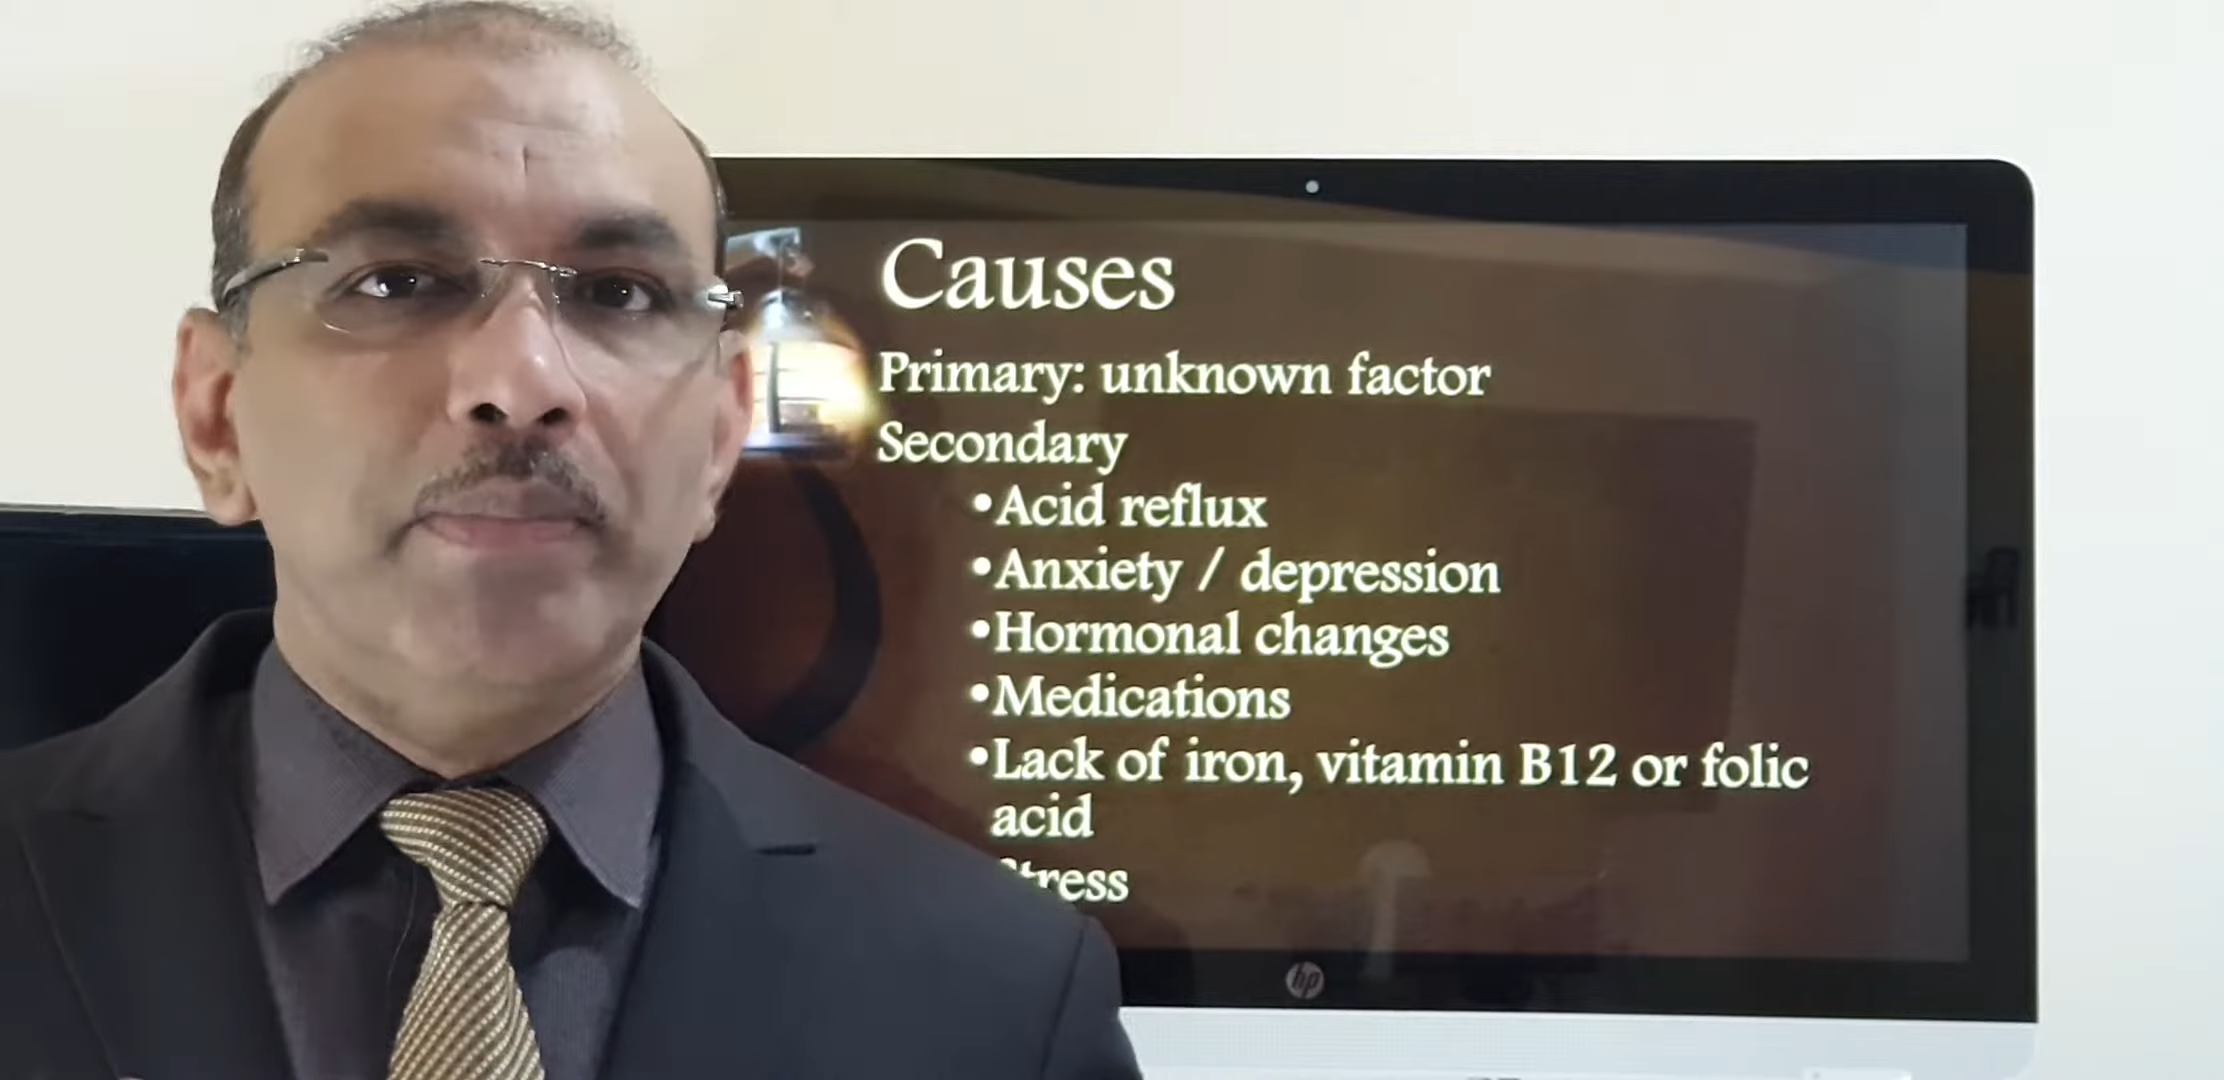 Causes
Primary: unknown factor
Secondary
•Acid reflux
•Anxiety / depression
•Hormonal changes
•Medications
•Lack of iron, vitamin B12 or folic
acid
Stress
hp